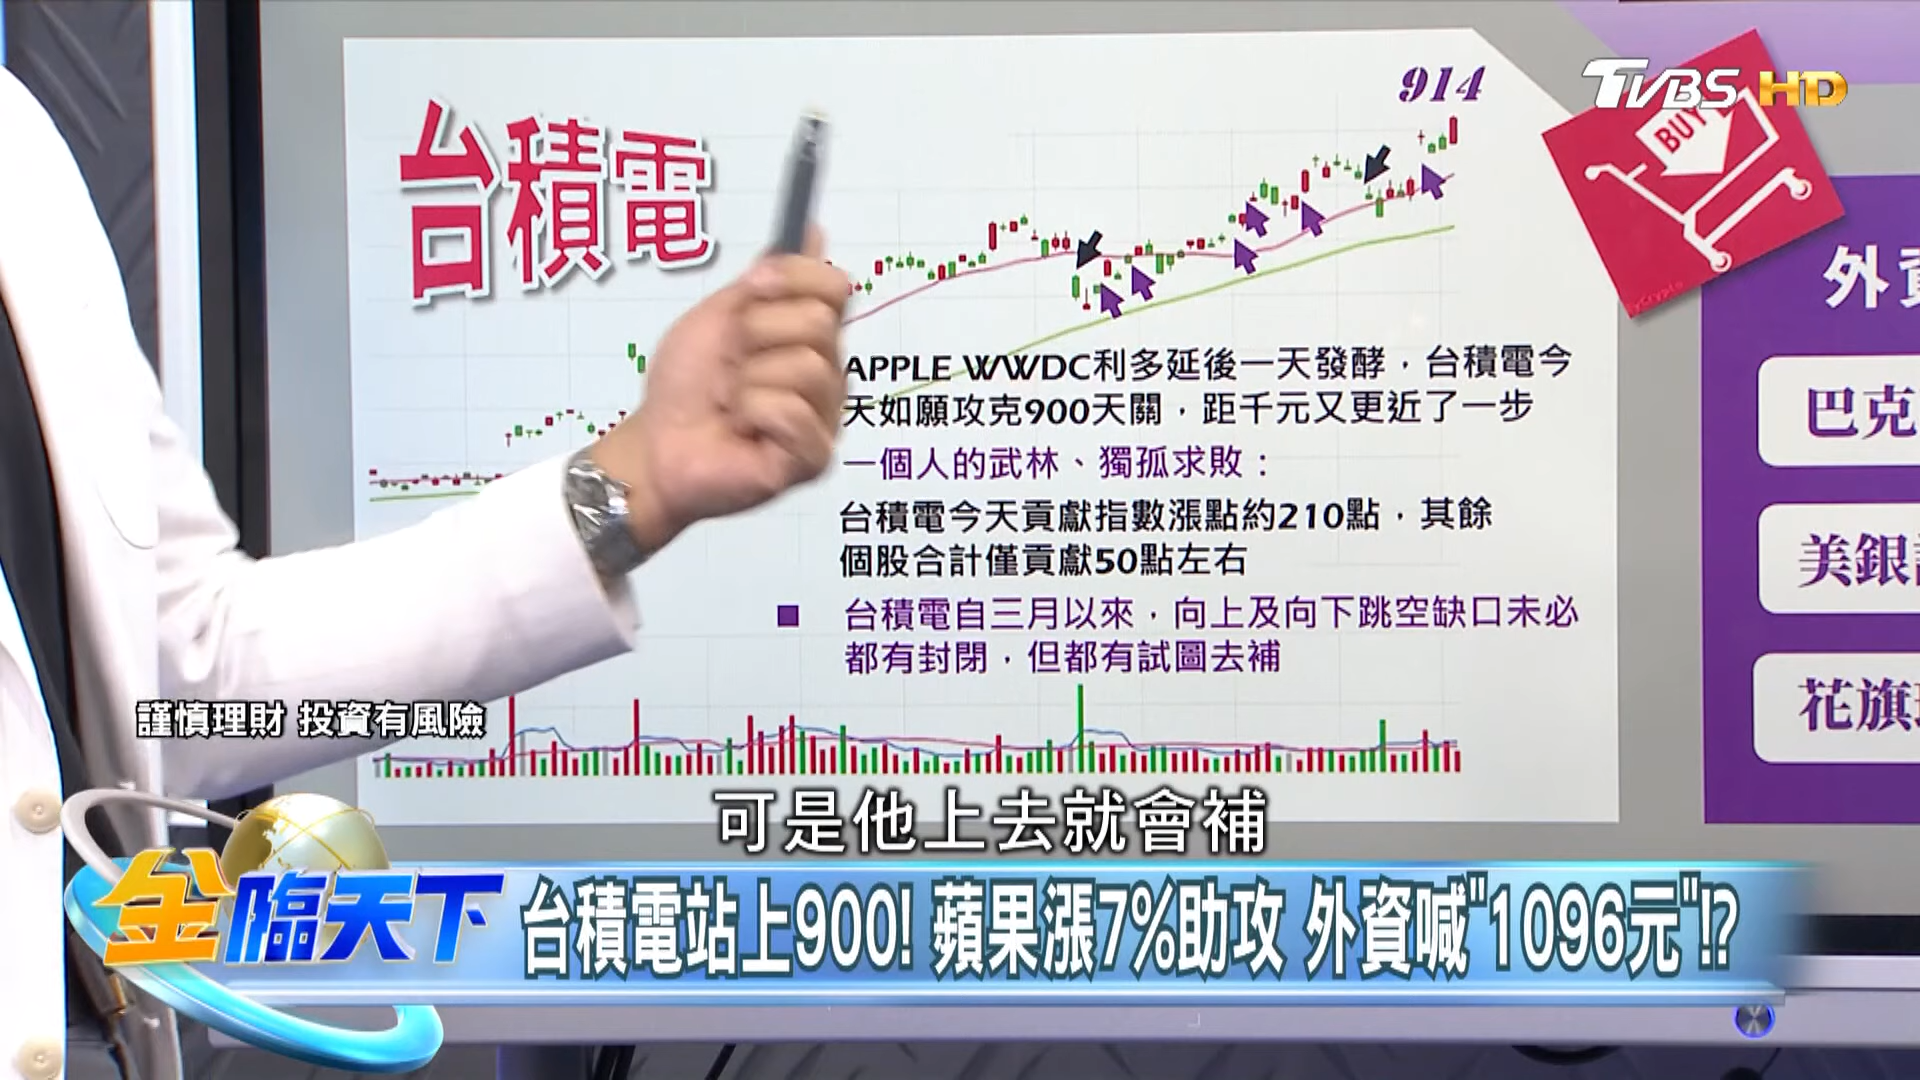 914
TVBS HD
BUY
台積電
外
APPLE WWDC利多延後一天發酵，台積電今
天如願攻克900天關，距千元又更近了一步
一個人的武林、獨孤求敗：
台積電今天貢獻指數漲點約210點，其餘
個股合計僅貢獻50點左右
■ 台積電自三月以來，向上及向下跳空缺口未必
都有封閉，但都有試圖去補
巴克
美銀
花旗
謹慎理財 投資有風險
可是他上去就會補
金臨天下
台積電站上900! 蘋果漲7%助攻 外資喊"1096元"!?